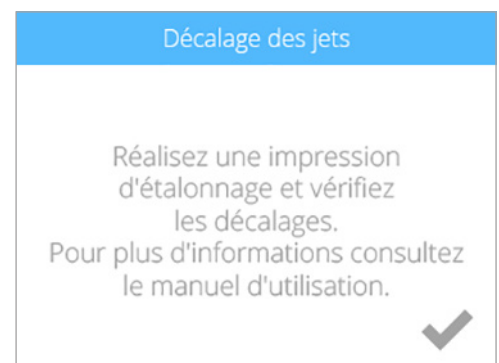 Décalage des jets
Réalisez une impression
d'étalonnage et vérifiez
les décalages.
Pour plus d'informations consultez
le manuel d'utilisation.